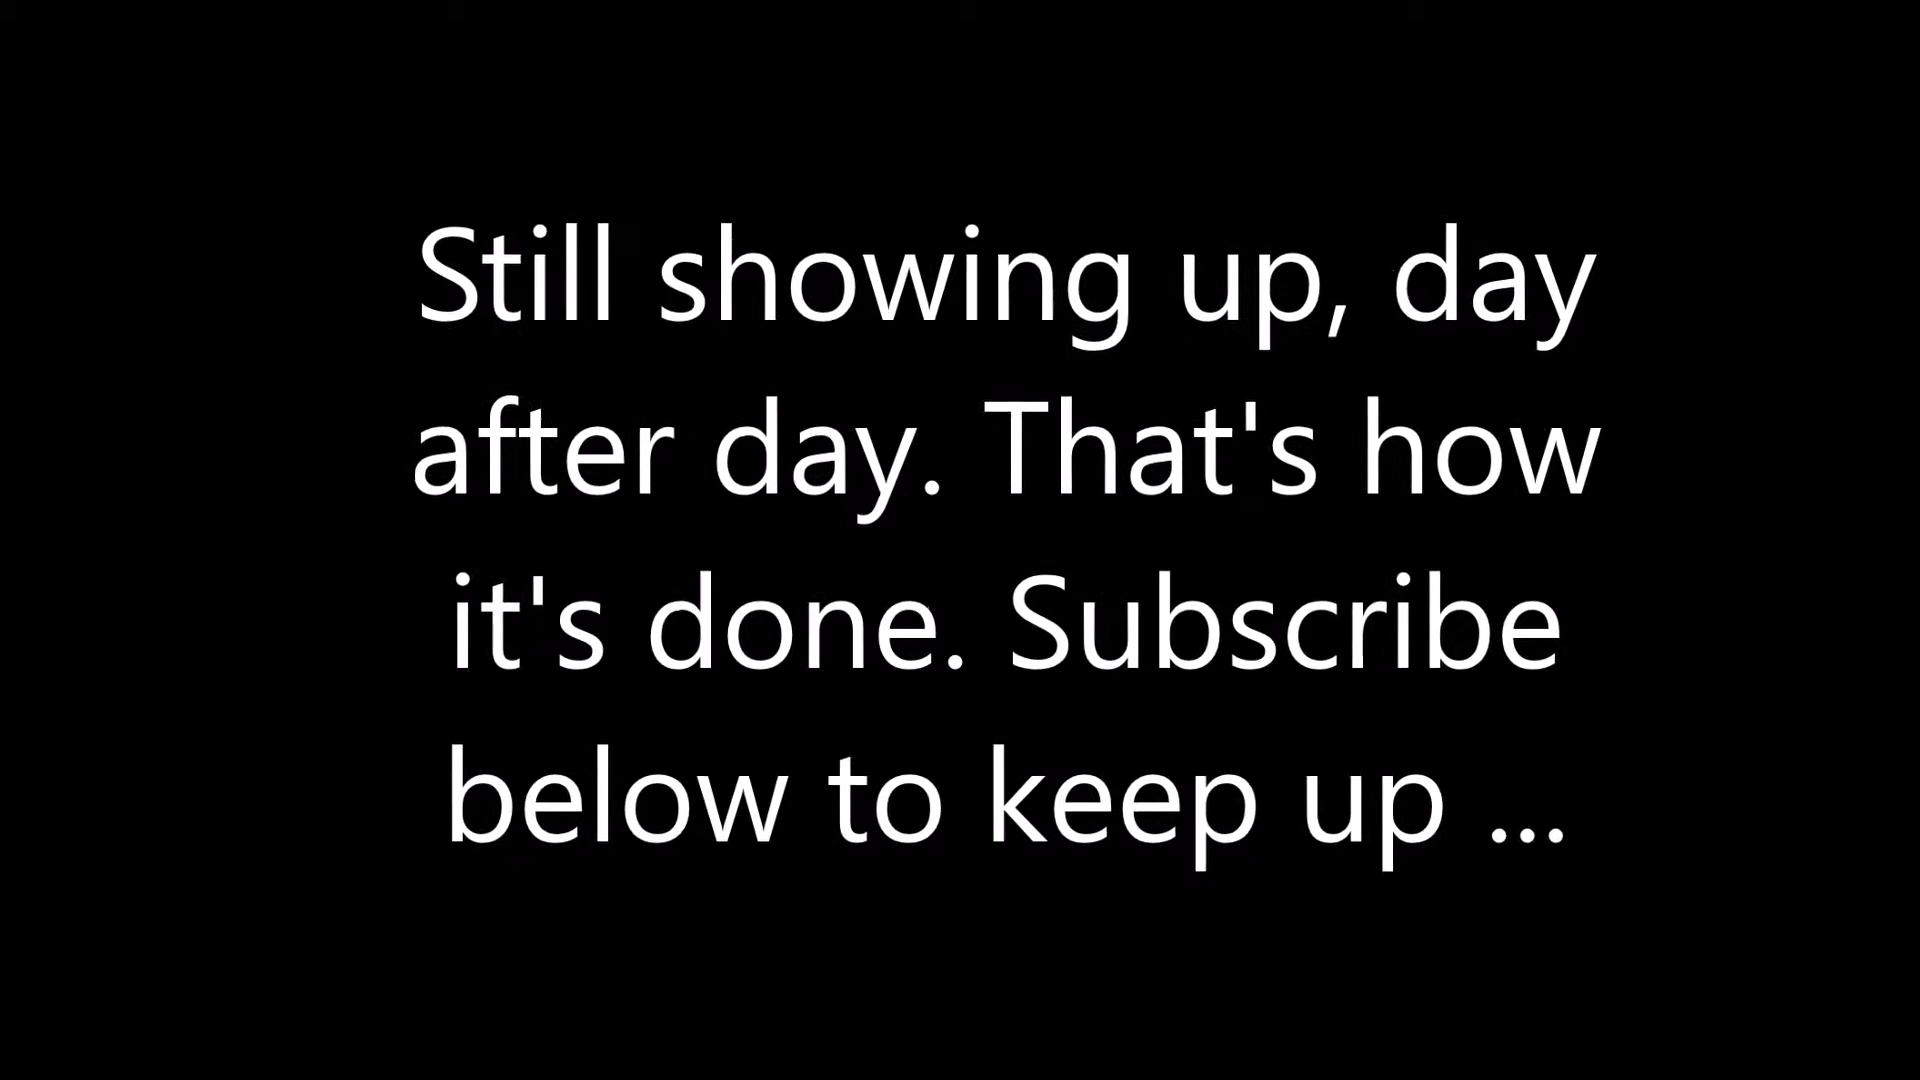 Still showing up, day
after day. That's how
it's done. Subscribe
below to keep up ...